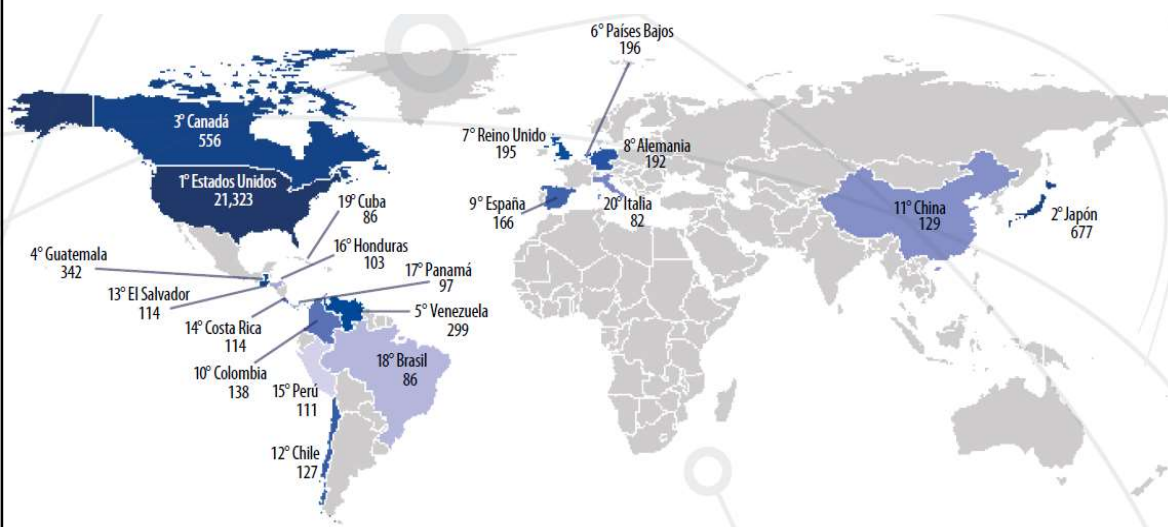 6° Países Bajos
196
3° Canadá
556
7° Reino Unido
195
8° Alemania
192
1° Estados Unidos
21,323
19° Cuba
86
9° España
166
20° Italia
82
11° China
129
2° Japón
677
4° Guatemala
342
16° Honduras
103
17° Panamá
97
13° El Salvador
114
14° Costa Rica
114
5° Venezuela
299
10° Colombia
138
18° Brasil
86
15° Perú
111
12° Chile
127